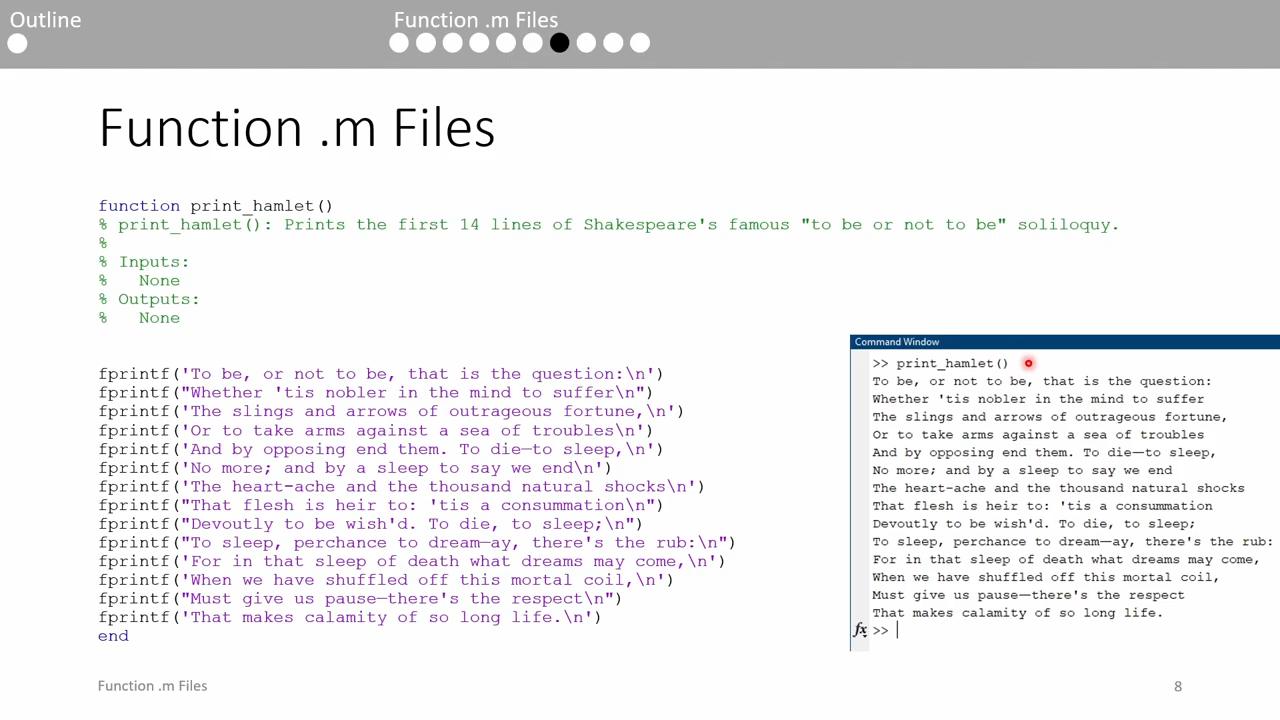 Outline
Function .m Files
Function .m Files
function print_hamlet()
% print_hamlet(): Prints the first 14 lines of Shakespeare's famous "to be or not to be" soliloquy.
%
% Inputs:
%   None
% Outputs:
%   None
fprintf('To be, or not to be, that is the question:\n')
fprintf("Whether 'tis nobler in the mind to suffer\n")
fprintf('The slings and arrows of outrageous fortune,\n')
fprintf('Or to take arms against a sea of troubles\n')
fprintf('And by opposing end them. To die—to sleep,\n')
fprintf('No more; and by a sleep to say we end\n')
fprintf('The heart-ache and the thousand natural shocks\n')
fprintf("That flesh is heir to: 'tis a consummation\n")
fprintf("Devoutly to be wish'd. To die, to sleep;\n")
fprintf("To sleep, perchance to dream—ay, there's the rub:\n")
fprintf('For in that sleep of death what dreams may come,\n')
fprintf('When we have shuffled off this mortal coil,\n')
fprintf("Must give us pause—there's the respect\n")
fprintf('That makes calamity of so long life.\n')
end
Command Window
>> print_hamlet()
To be, or not to be, that is the question:
Whether 'tis nobler in the mind to suffer
The slings and arrows of outrageous fortune,
Or to take arms against a sea of troubles
And by opposing end them. To die—to sleep,
No more; and by a sleep to say we end
The heart-ache and the thousand natural shocks
That flesh is heir to: 'tis a consummation
Devoutly to be wish'd. To die, to sleep;
To sleep, perchance to dream—ay, there's the rub:
For in that sleep of death what dreams may come,
When we have shuffled off this mortal coil,
Must give us pause—there's the respect
That makes calamity of so long life.
fx >>
Function .m Files
8